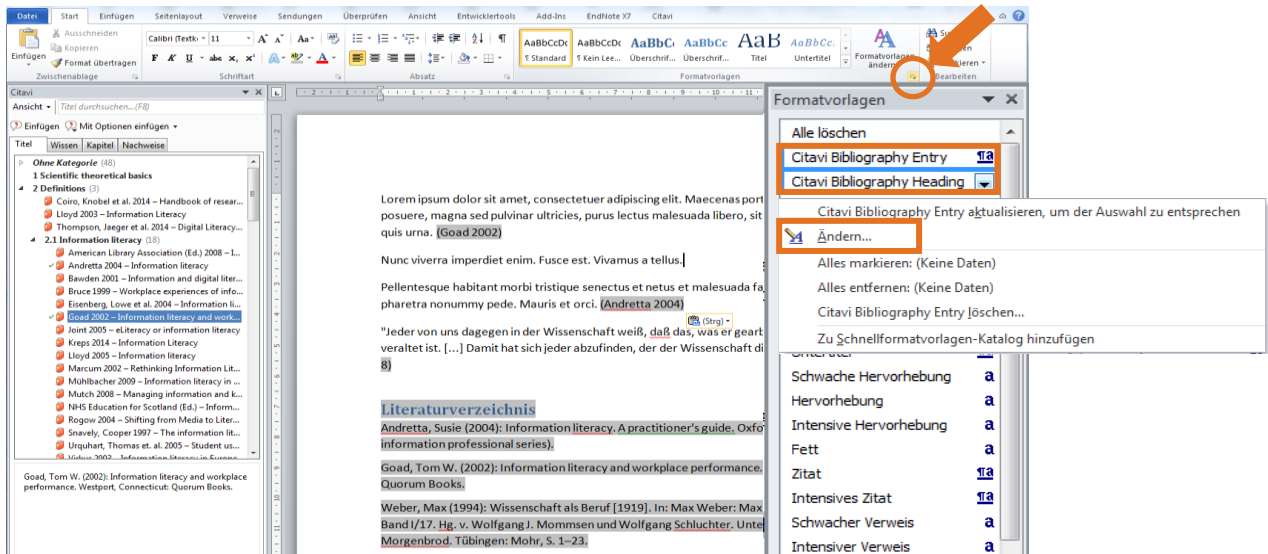 Datei Start Einfügen Seitenlayout Verweise Sendungen Überprüfen Ansicht Entwicklertools Add-Ins EndNote X7 Citavi
Einfügen
Ausschneiden
Kopieren
Format übertragen
Zwischenablage
Calibri (Textk 11
F K U abc x, x²
Schriftart
Absatz
AaBbCcDc AaBbCcDc AaBbC AaBbCc AaB AaBbCc.
¶ Standard ¶ Kein Lee... Überschrif... Überschrif... Titel Untertitel
Formatvorlagen
ändern
Formatvorlagen
Bearbeiten
Citavi
Ansicht Titel durchsuchen...(F8)
Einfügen Mit Optionen einfügen
Titel Wissen Kapitel Nachweise
Ohne Kategorie (48)
1 Scientific theoretical basics
2 Definitions (3)
Coiro, Knobel et al. 2014 – Handbook of resear...
Lloyd 2003 – Information Literacy
Thompson, Jaeger et al. 2014 – Digital Literacy...
2.1 Information literacy (18)
American Library Association (Ed.) 2008 – I...
Andretta 2004 – Information literacy
Bawden 2001 – Information and digital liter...
Bruce 1999 – Workplace experiences of info...
Eisenberg, Lowe et al. 2004 – Information li...
Goad 2002 – Information literacy and work...
Joint 2005 – eLiteracy or information literacy
Kreps 2014 – Information literacy
Lloyd 2005 – Information literacy
Marcum 2002 – Rethinking Information Lit...
Mühlbacher 2009 – Information literacy in ...
Mutch 2008 – Managing information and k...
NHS Education for Scotland (Ed.) – Inform...
Rogow 2004 – Shifting from Media to Liter...
Snavely, Cooper 1997 – The information lit...
Urquhart, Thomas et. al. 2005 – Student us...
Virkus 2003 – Information literacy in Europe
Goad, Tom W. (2002): Information literacy and workplace
performance. Westport, Connecticut: Quorum Books.
Lorem ipsum dolor sit amet, consectetuer adipiscing elit. Maecenas port
posuere, magna sed pulvinar ultricies, purus lectus malesuada libero, sit
quis urna. (Goad 2002)
Nunc viverra imperdiet enim. Fusce est. Vivamus a tellus.
Pellentesque habitant morbi tristique senectus et netus et malesuada fa
pharetra nonummy pede. Mauris et orci. (Andretta 2004)
(Strg)
"Jeder von uns dagegen in der Wissenschaft weiß, daß das, was er gearb
veraltet ist. [...] Damit hat sich jeder abzufinden, der der Wissenschaft di
8)
Literaturverzeichnis
Andretta, Susie (2004): Information literacy. A practitioner's guide. Oxfo
information professional series).
Goad, Tom W. (2002): Information literacy and workplace performance.
Quorum Books.
Weber, Max (1994): Wissenschaft als Beruf [1919]. In: Max Weber: Max
Band I/17. Hg. v. Wolfgang J. Mommsen und Wolfgang Schluchter. Unte
Morgenbrod. Tübingen: Mohr, S. 1–23.
Formatvorlagen
Alle löschen
Citavi Bibliography Entry ¶a
Citavi Bibliography Heading
Citavi Bibliography Entry aktualisieren, um der Auswahl zu entsprechen
Ändern...
Alles markieren: (Keine Daten)
Alles entfernen: (Keine Daten)
Citavi Bibliography Entry löschen...
Zu Schnellformatvorlagen-Katalog hinzufügen
Schwache Hervorhebung a
Hervorhebung a
Intensive Hervorhebung a
Fett a
Zitat ¶a
Intensives Zitat ¶a
Schwacher Verweis a
Intensiver Verweis a